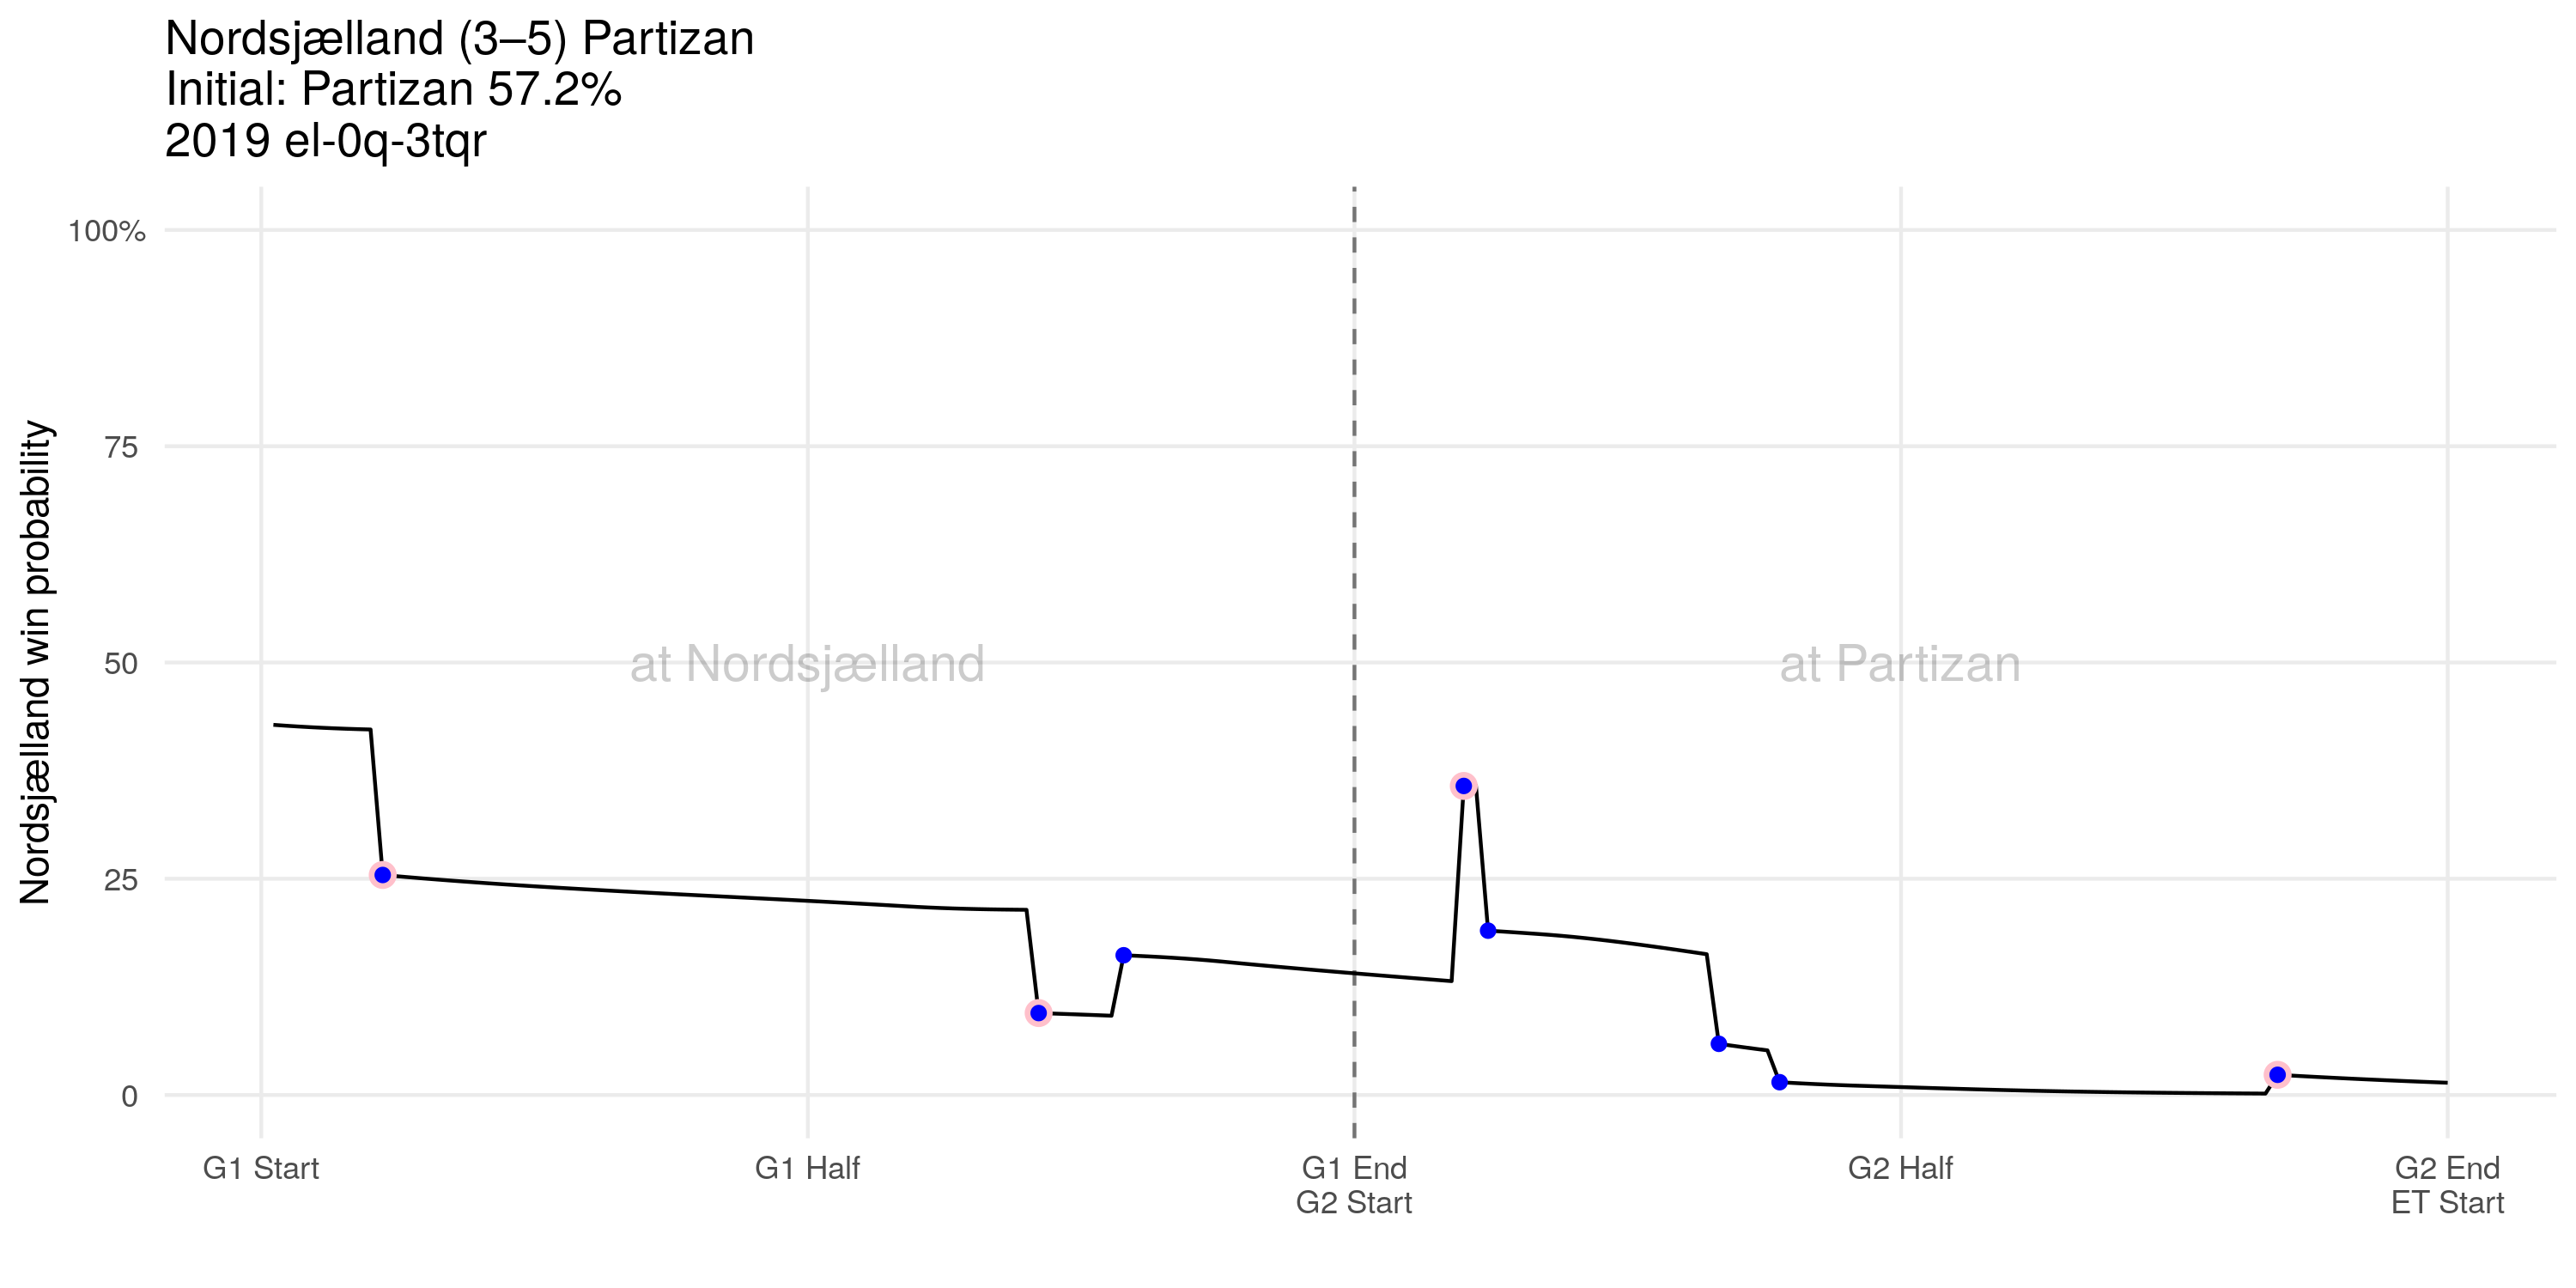 Nordsjælland (3–5) Partizan
Initial: Partizan 57.2%
2019 el-0q-3tqr
Nordsjælland win probability
100%
75
50
25
0
at Nordsjælland
at Partizan
G1 Start
G1 Half
G1 End
G2 Start
G2 Half
G2 End
ET Start